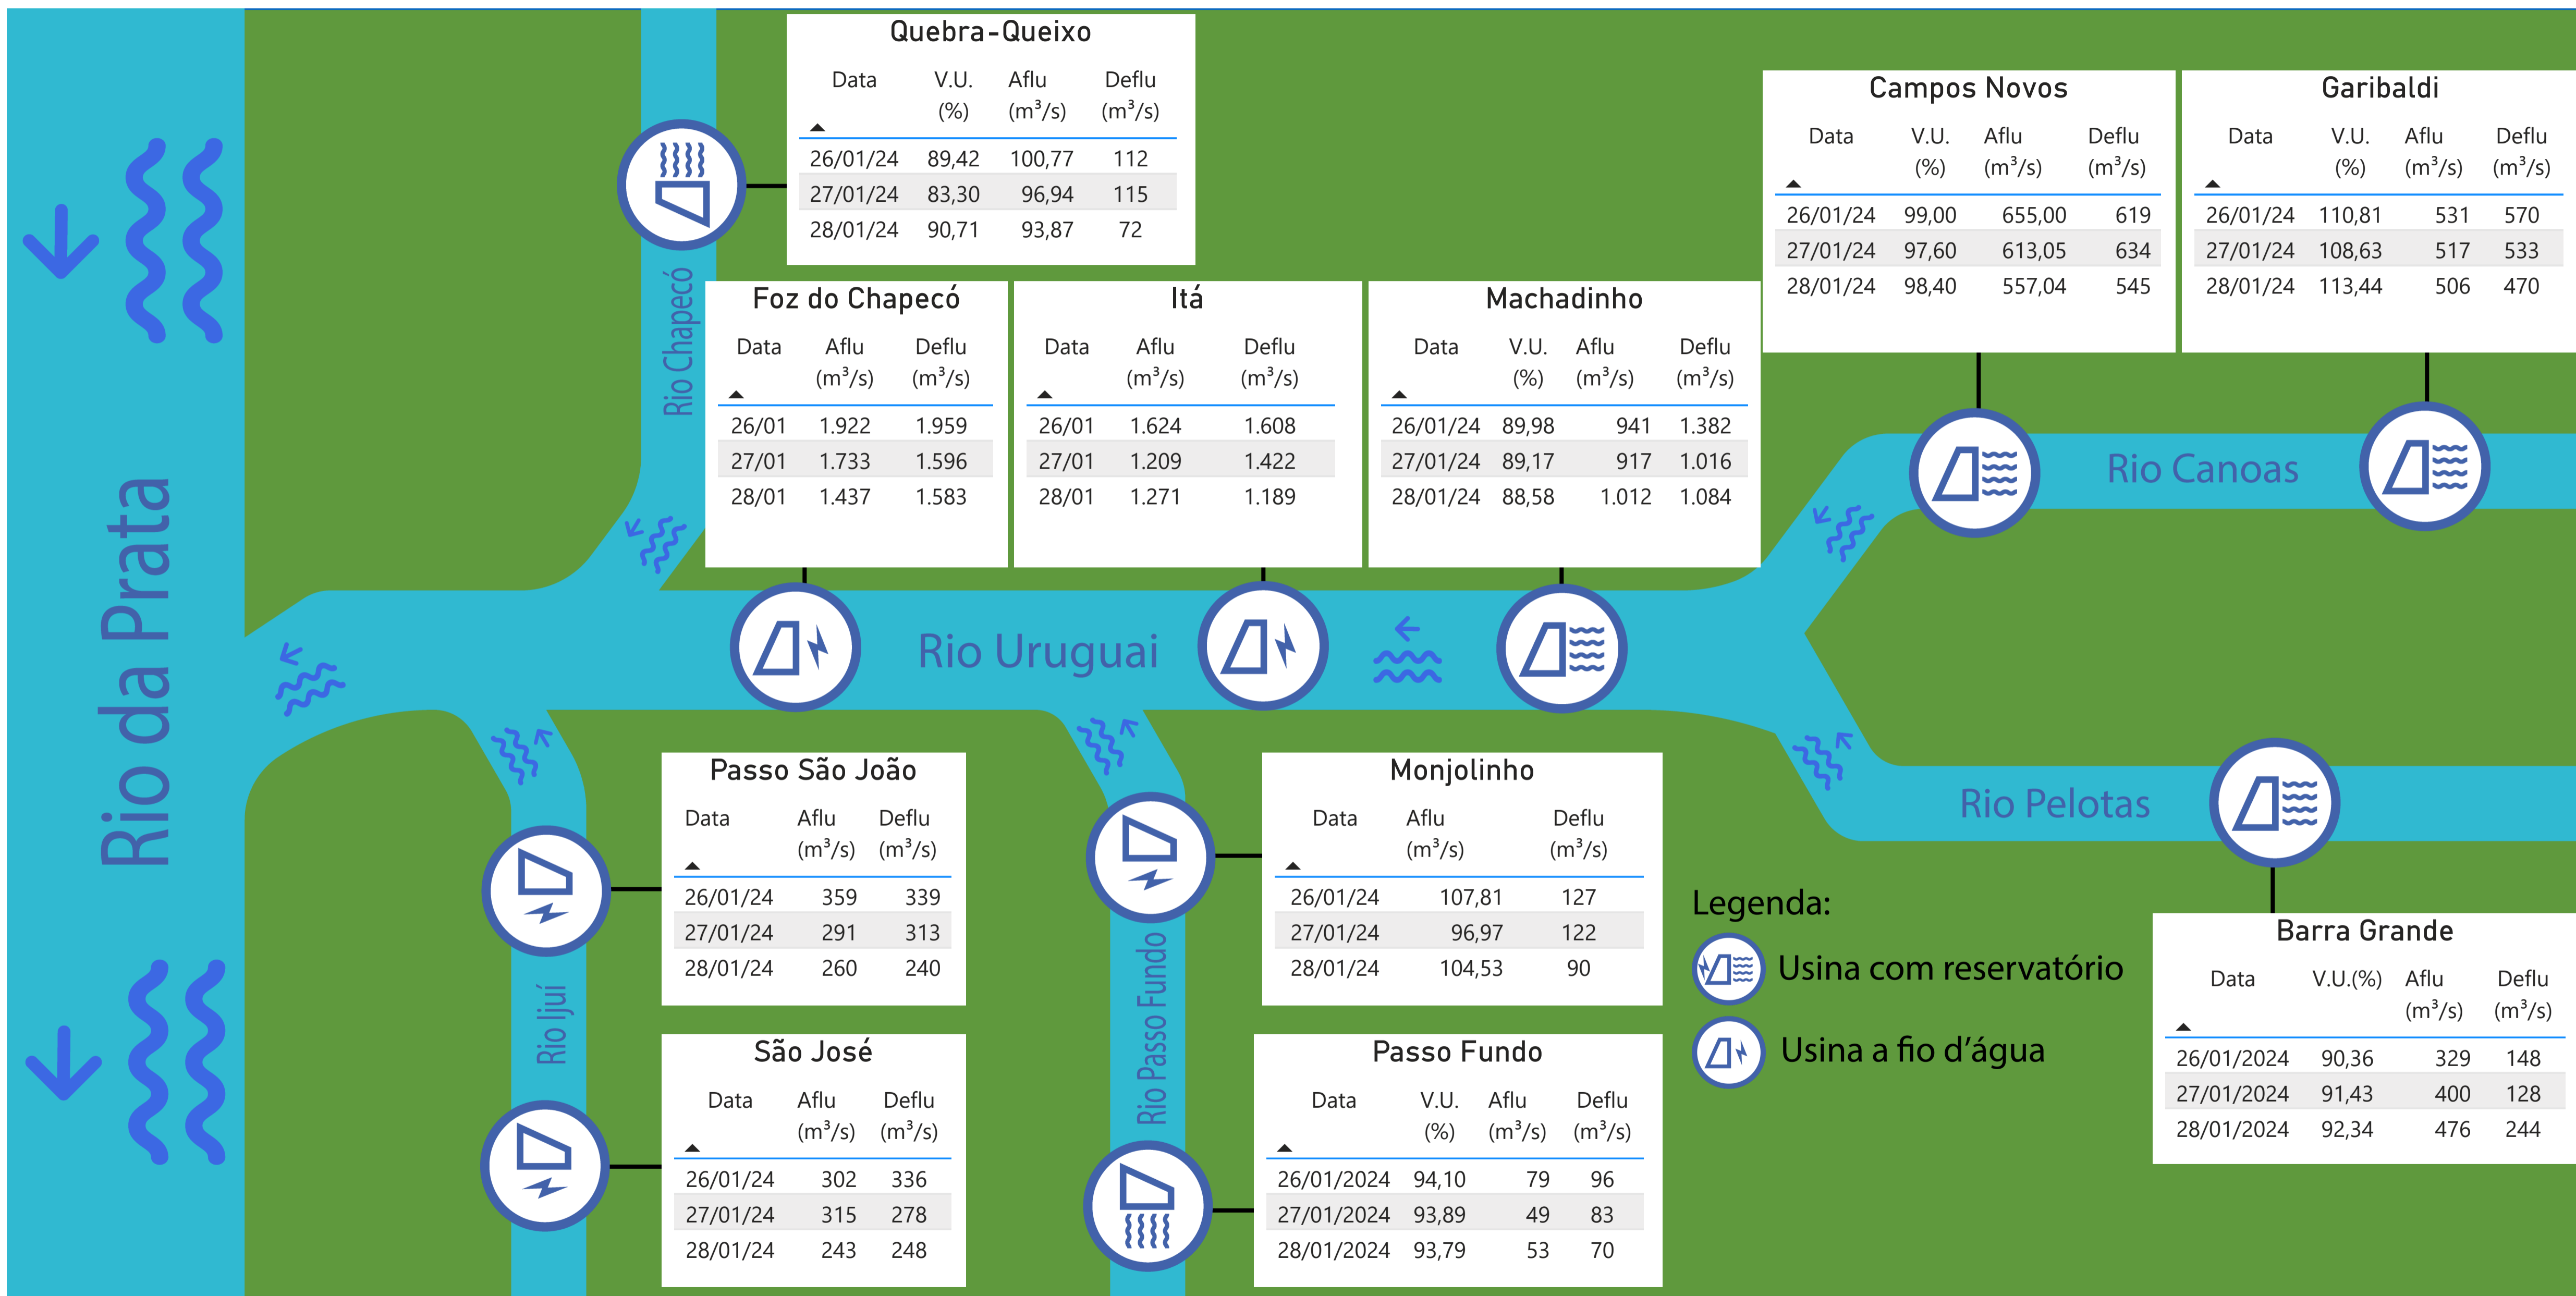 Quebra-Queixo
Data V.U. (%) Aflu (m³/s) Deflu (m³/s)
26/01/24 89,42 100,77 112
27/01/24 83,30 96,94 115
28/01/24 90,71 93,87 72
Campos Novos
Data V.U. (%) Aflu (m³/s) Deflu (m³/s)
26/01/24 99,00 655,00 619
27/01/24 97,60 613,05 634
28/01/24 98,40 557,04 545
Garibaldi
Data V.U. (%) Aflu (m³/s) Deflu (m³/s)
26/01/24 110,81 531 570
27/01/24 108,63 517 533
28/01/24 113,44 506 470
Rio Chapecó
Foz do Chapecó
Data Aflu (m³/s) Deflu (m³/s)
26/01 1.922 1.959
27/01 1.733 1.596
28/01 1.437 1.583
Itá
Data Aflu (m³/s) Deflu (m³/s)
26/01 1.624 1.608
27/01 1.209 1.422
28/01 1.271 1.189
Machadinho
Data V.U. (%) Aflu (m³/s) Deflu (m³/s)
26/01/24 89,98 941 1.382
27/01/24 89,17 917 1.016
28/01/24 88,58 1.012 1.084
Rio Canoas
Rio da Prata
Rio Uruguai
Rio Pelotas
Passo São João
Data Aflu (m³/s) Deflu (m³/s)
26/01/24 359 339
27/01/24 291 313
28/01/24 260 240
Monjolinho
Data Aflu (m³/s) Deflu (m³/s)
26/01/24 107,81 127
27/01/24 96,97 122
28/01/24 104,53 90
Rio Ijuí
Rio Passo Fundo
Legenda:
Usina com reservatório
Usina a fio d'água
Barra Grande
Data V.U.(%) Aflu (m³/s) Deflu (m³/s)
26/01/2024 90,36 329 148
27/01/2024 91,43 400 128
28/01/2024 92,34 476 244
São José
Data Aflu (m³/s) Deflu (m³/s)
26/01/24 302 336
27/01/24 315 278
28/01/24 243 248
Passo Fundo
Data V.U. (%) Aflu (m³/s) Deflu (m³/s)
26/01/2024 94,10 79 96
27/01/2024 93,89 49 83
28/01/2024 93,79 53 70